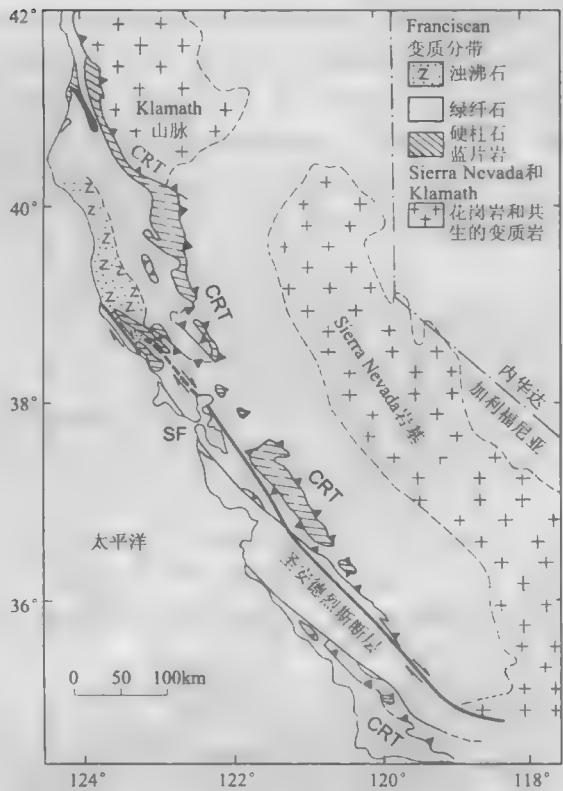 42°
40°
38°
36°
124°
122°
120°
118°
Franciscan
变质分带
Z 浊沸石
绿纤石
硬柱石
蓝片岩
Sierra Nevada和
Klamath
花岗岩和共
生的变质岩
Klamath
山脉
CRT
CRT
CRT
CRT
SF
Sierra Nevada岩基
内华达
加利福尼亚
太平洋
圣安德烈斯断层
0 50 100km